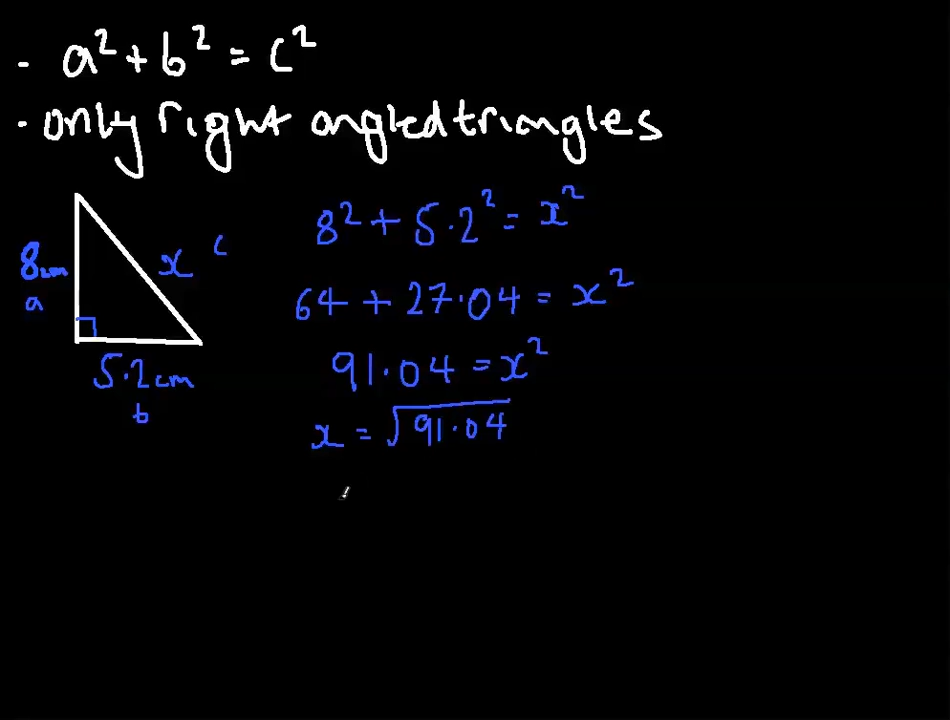 - a² + b² = c²
- only right angled triangles
8cm
a
x c
5.2cm
b
8² + 5.2² = x²
64 + 27.04 = x²
91.04 = x²
x = √91.04